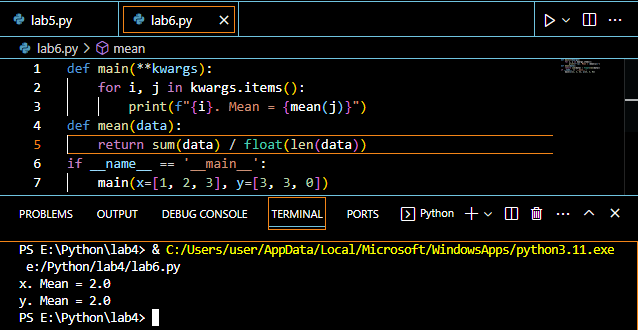 lab5.py lab6.py
lab6.py > mean
1 def main(**kwargs):
2 for i, j in kwargs.items():
3 print(f"{i}. Mean = {mean(j)}")
4 def mean(data):
5 return sum(data) / float(len(data))
6 if __name__ == '__main__':
7 main(x=[1, 2, 3], y=[3, 3, 0])
PROBLEMS OUTPUT DEBUG CONSOLE TERMINAL PORTS Python
PS E:\Python\lab4> & C:/Users/user/AppData/Local/Microsoft/WindowsApps/python3.11.exe
e:/Python/lab4/lab6.py
x. Mean = 2.0
y. Mean = 2.0
PS E:\Python\lab4>